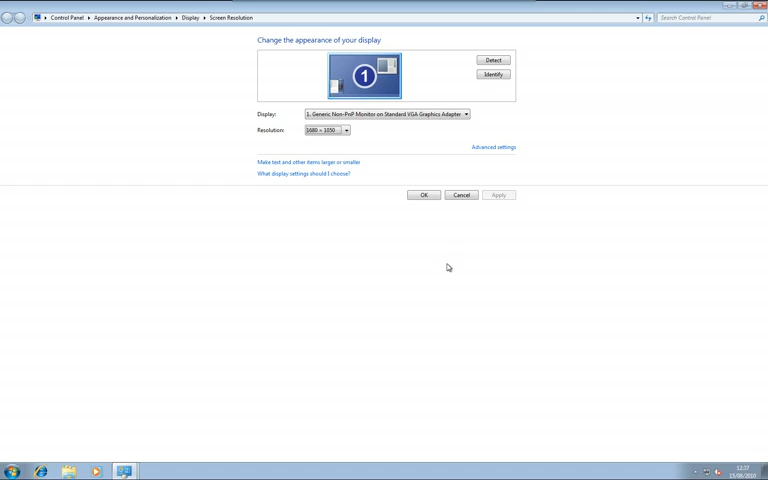 Control Panel ▸ Appearance and Personalization ▸ Display ▸ Screen Resolution
Search Control Panel
Change the appearance of your display
1
Detect
Identify
Display: 1. Generic Non-PnP Monitor on Standard VGA Graphics Adapter
Resolution: 1680 × 1050
Advanced settings
Make text and other items larger or smaller
What display settings should I choose?
OK Cancel Apply
12:37
15/08/2010